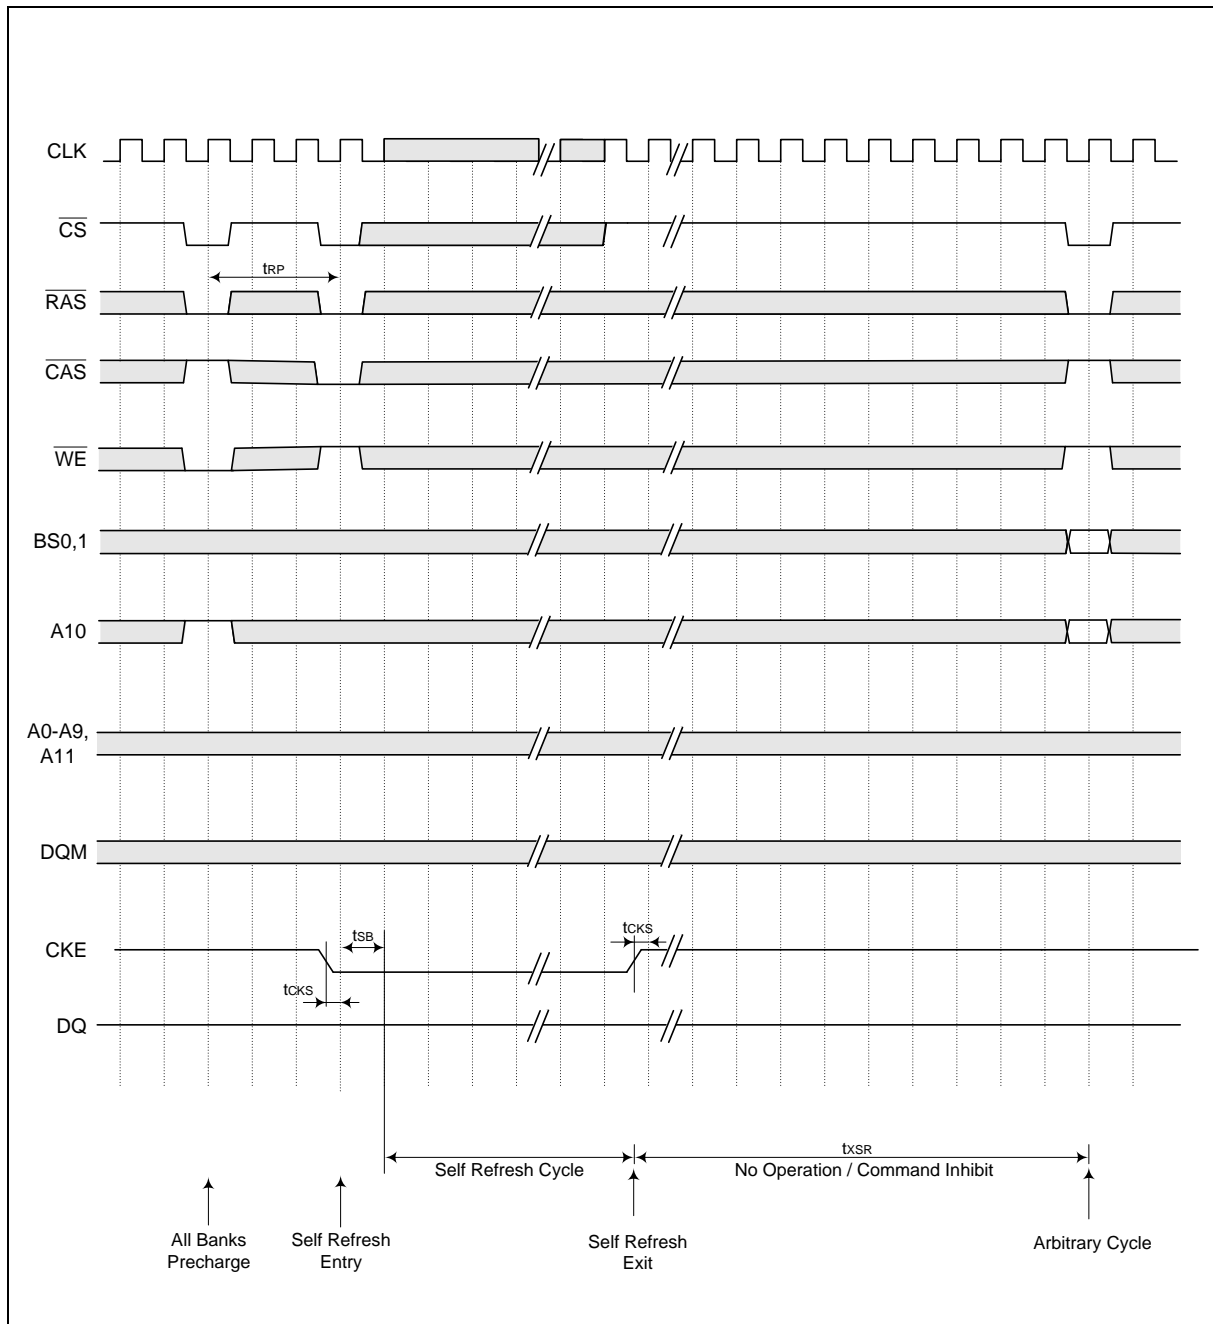 CLK
CS
tRP
RAS
CAS
WE
BS0,1
A10
A0-A9,
A11
DQM
tSB
tCKS
CKE
tCKS
DQ
tXSR
Self Refresh Cycle
No Operation / Command Inhibit
All Banks
Precharge
Self Refresh
Entry
Self Refresh
Exit
Arbitrary Cycle